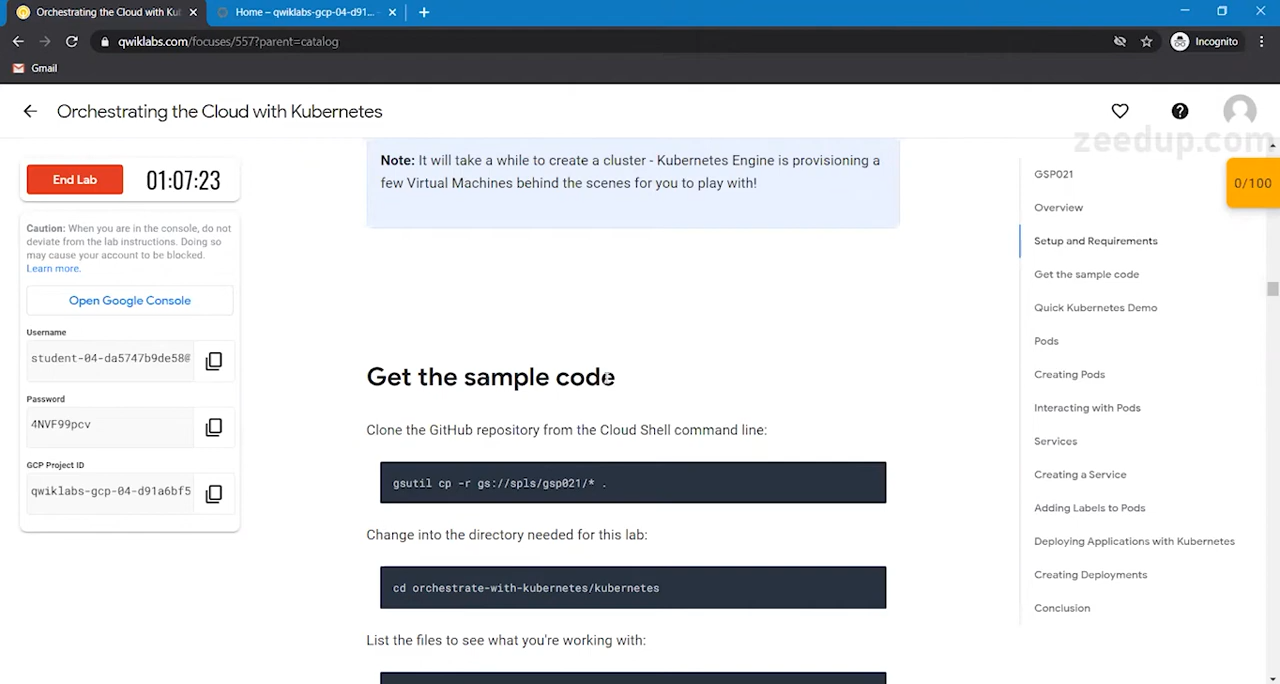 Orchestrating the Cloud with Kut
Home – qwiklabs-gcp-04-d91...
qwiklabs.com/focuses/557?parent=catalog
Incognito
Gmail
Orchestrating the Cloud with Kubernetes
zeedup.com
End Lab
01:07:23
Caution: When you are in the console, do not
deviate from the lab instructions. Doing so
may cause your account to be blocked.
Learn more.
Open Google Console
Username
student-04-da5747b9de58@
Password
4NVF99pcv
GCP Project ID
qwiklabs-gcp-04-d91a6bf5
Note: It will take a while to create a cluster - Kubernetes Engine is provisioning a
few Virtual Machines behind the scenes for you to play with!
Get the sample code
Clone the GitHub repository from the Cloud Shell command line:
gsutil cp -r gs://spls/gsp021/* .
Change into the directory needed for this lab:
cd orchestrate-with-kubernetes/kubernetes
List the files to see what you're working with:
GSP021
Overview
Setup and Requirements
Get the sample code
Quick Kubernetes Demo
Pods
Creating Pods
Interacting with Pods
Services
Creating a Service
Adding Labels to Pods
Deploying Applications with Kubernetes
Creating Deployments
Conclusion
0/100